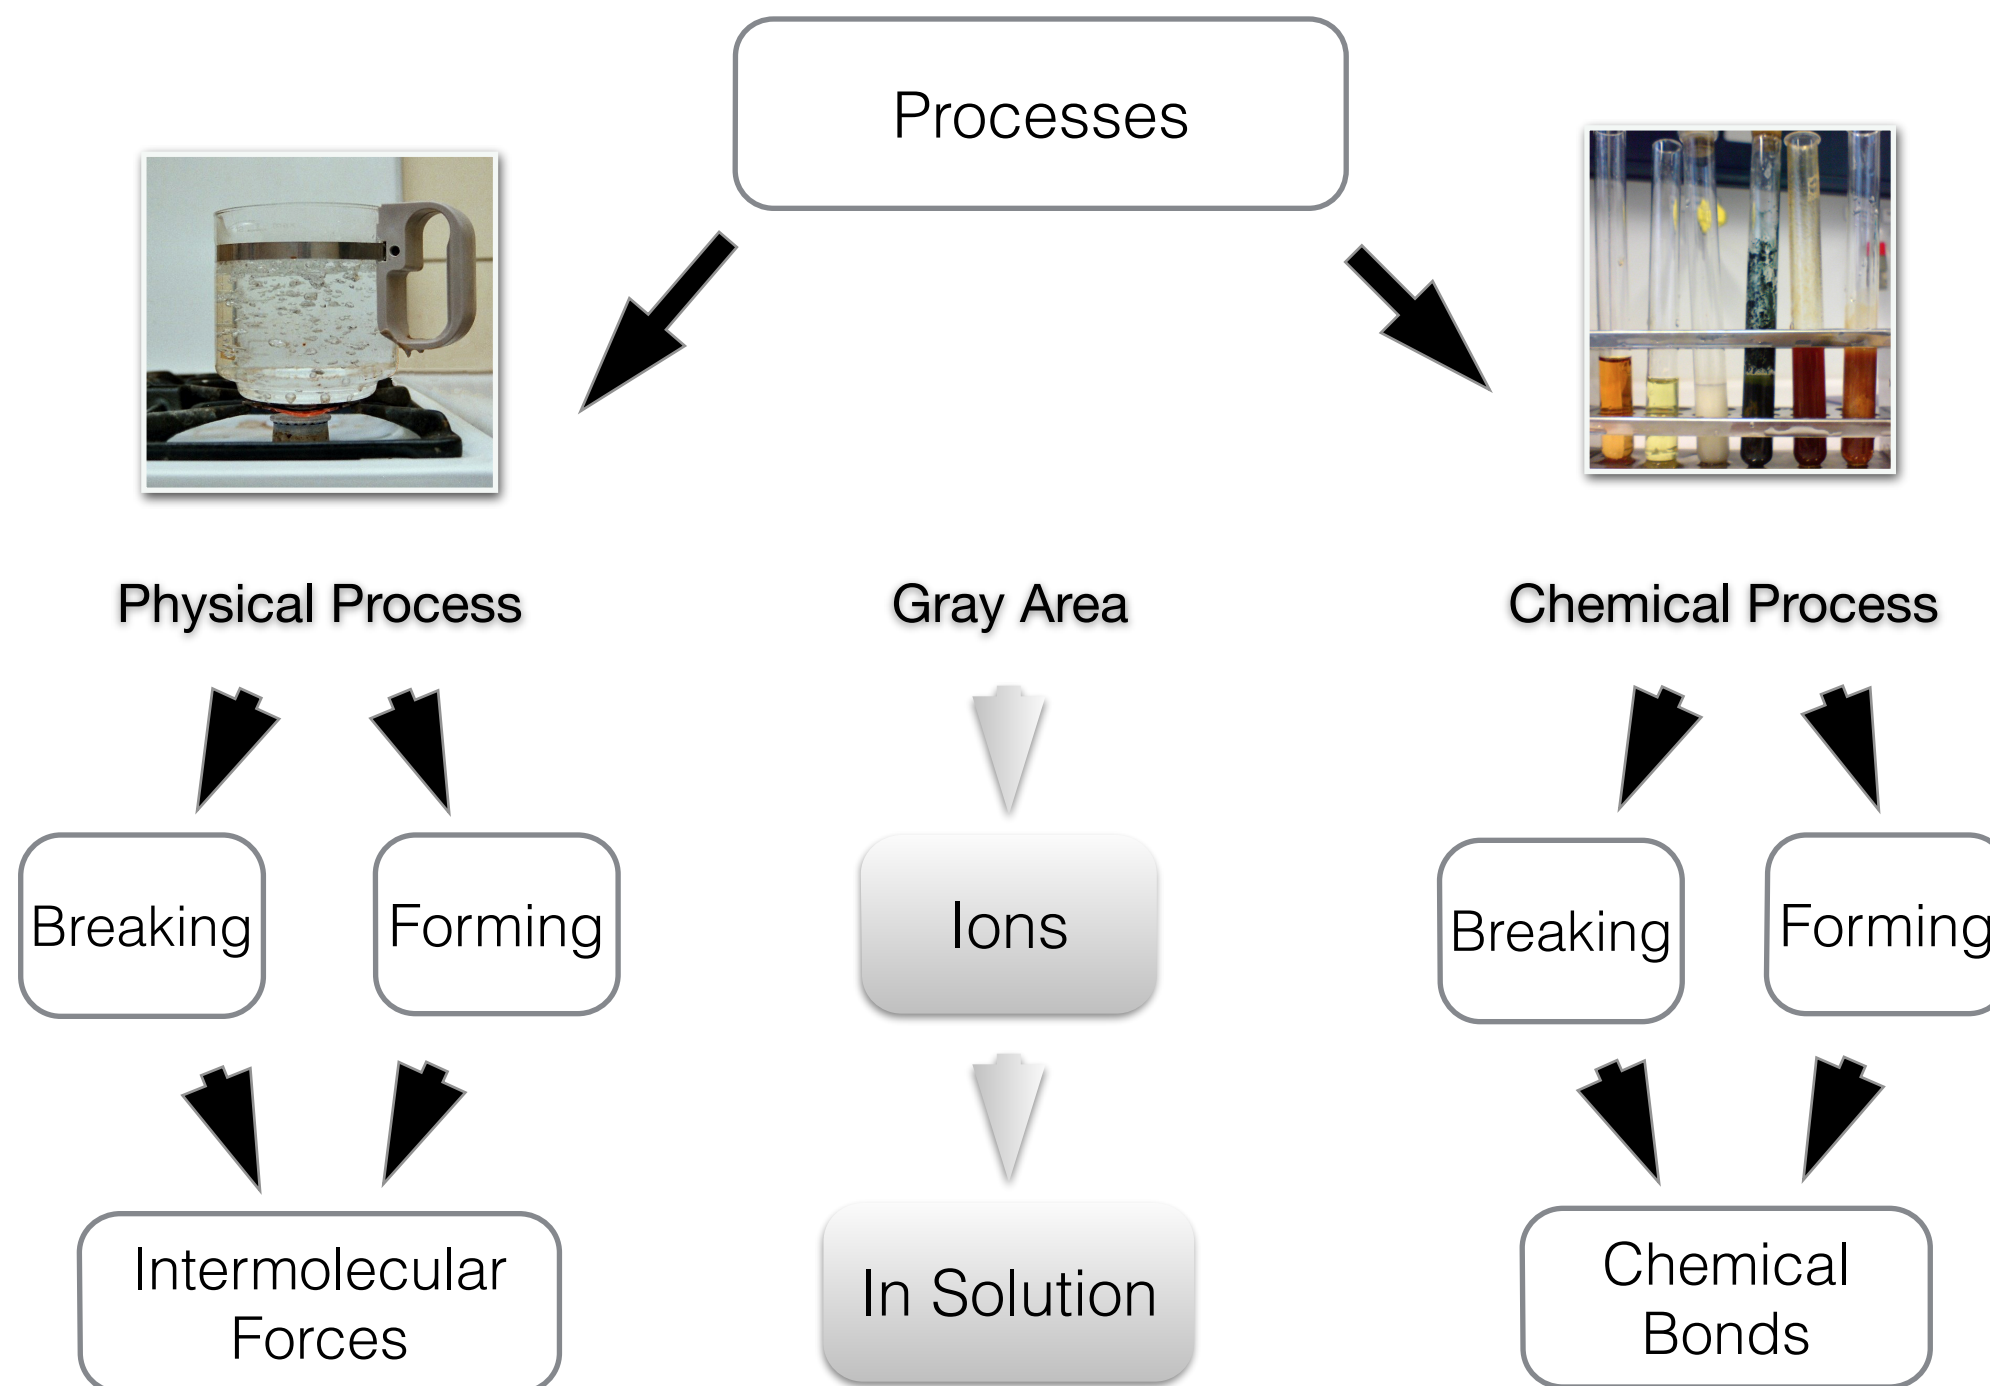 Processes
Physical Process
Gray Area
Chemical Process
Breaking
Forming
Ions
Breaking
Forming
Intermolecular
Forces
In Solution
Chemical
Bonds